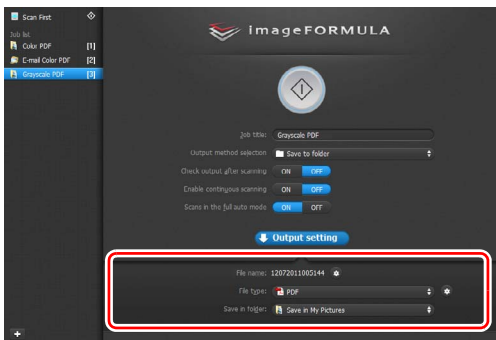 Scan First
imageFORMULA
Job list
Color PDF [1]
E-mail Color PDF [2]
Grayscale PDF [3]
Job title: Grayscale PDF
Output method selection Save to folder
Check output after scanning ON OFF
Enable continuous scanning ON OFF
Scans in the full auto mode ON OFF
Output setting
File name: 12072011005144
File type: PDF
Save in folder: Save in My Pictures
+